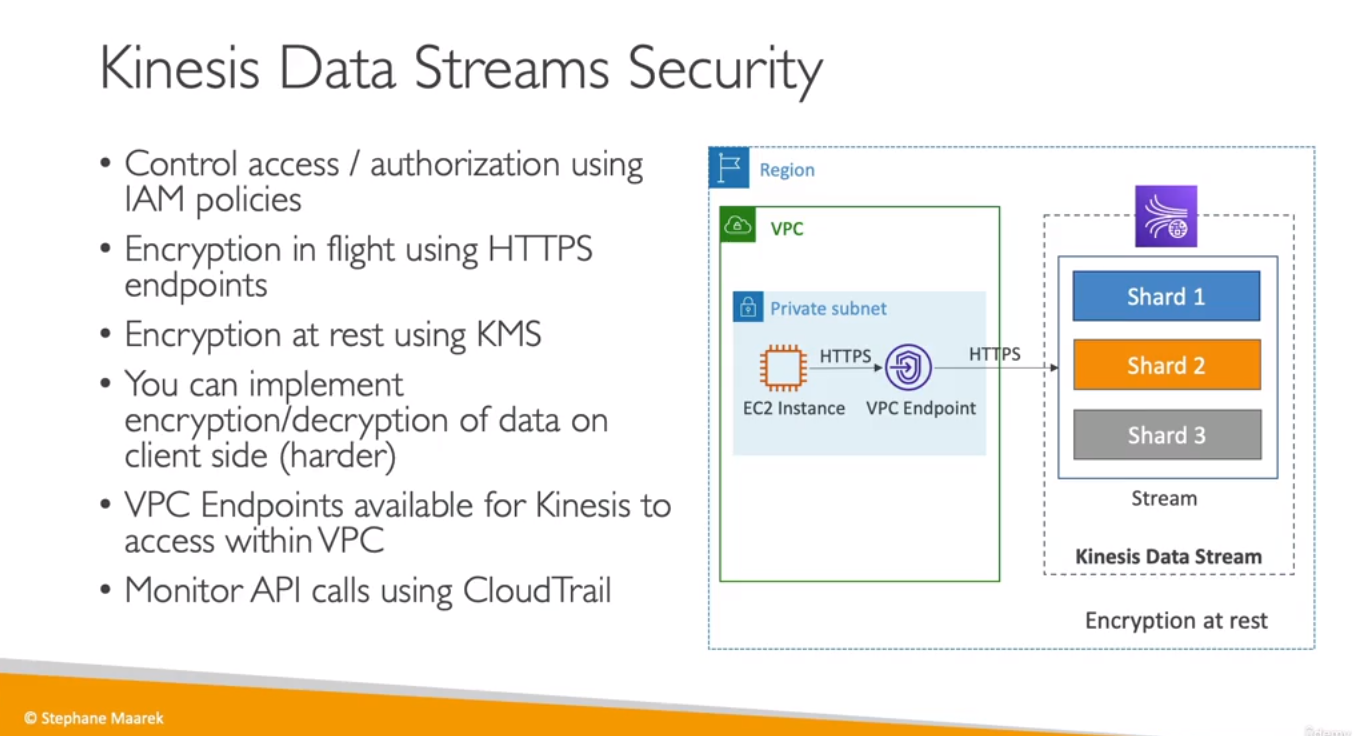 Kinesis Data Streams Security
• Control access / authorization using
IAM policies
• Encryption in flight using HTTPS
endpoints
• Encryption at rest using KMS
• You can implement
encryption/decryption of data on
client side (harder)
• VPC Endpoints available for Kinesis to
access within VPC
• Monitor API calls using CloudTrail
Region
VPC
Private subnet
HTTPS
HTTPS
EC2 Instance
VPC Endpoint
Shard 1
Shard 2
Shard 3
Stream
Kinesis Data Stream
Encryption at rest
© Stephane Maarek